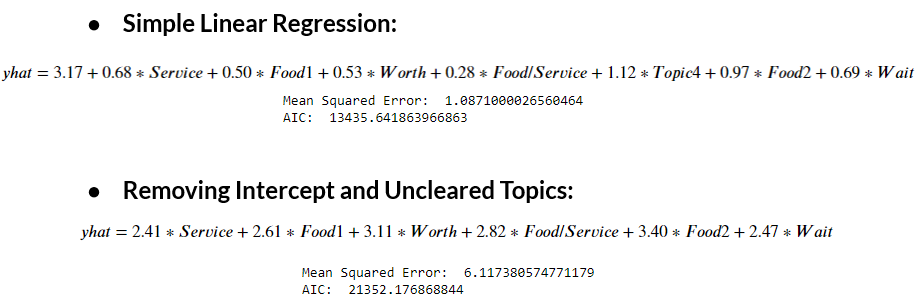 • Simple Linear Regression:
yhat = 3.17 + 0.68 * Service + 0.50 * Food1 + 0.53 * Worth + 0.28 * Food/Service + 1.12 * Topic4 + 0.97 * Food2 + 0.69 * Wait
Mean Squared Error:  1.0871000026560464
AIC:  13435.641863966863
• Removing Intercept and Uncleared Topics:
yhat = 2.41 * Service + 2.61 * Food1 + 3.11 * Worth + 2.82 * Food/Service + 3.40 * Food2 + 2.47 * Wait
Mean Squared Error:  6.117380574771179
AIC:  21352.176868844